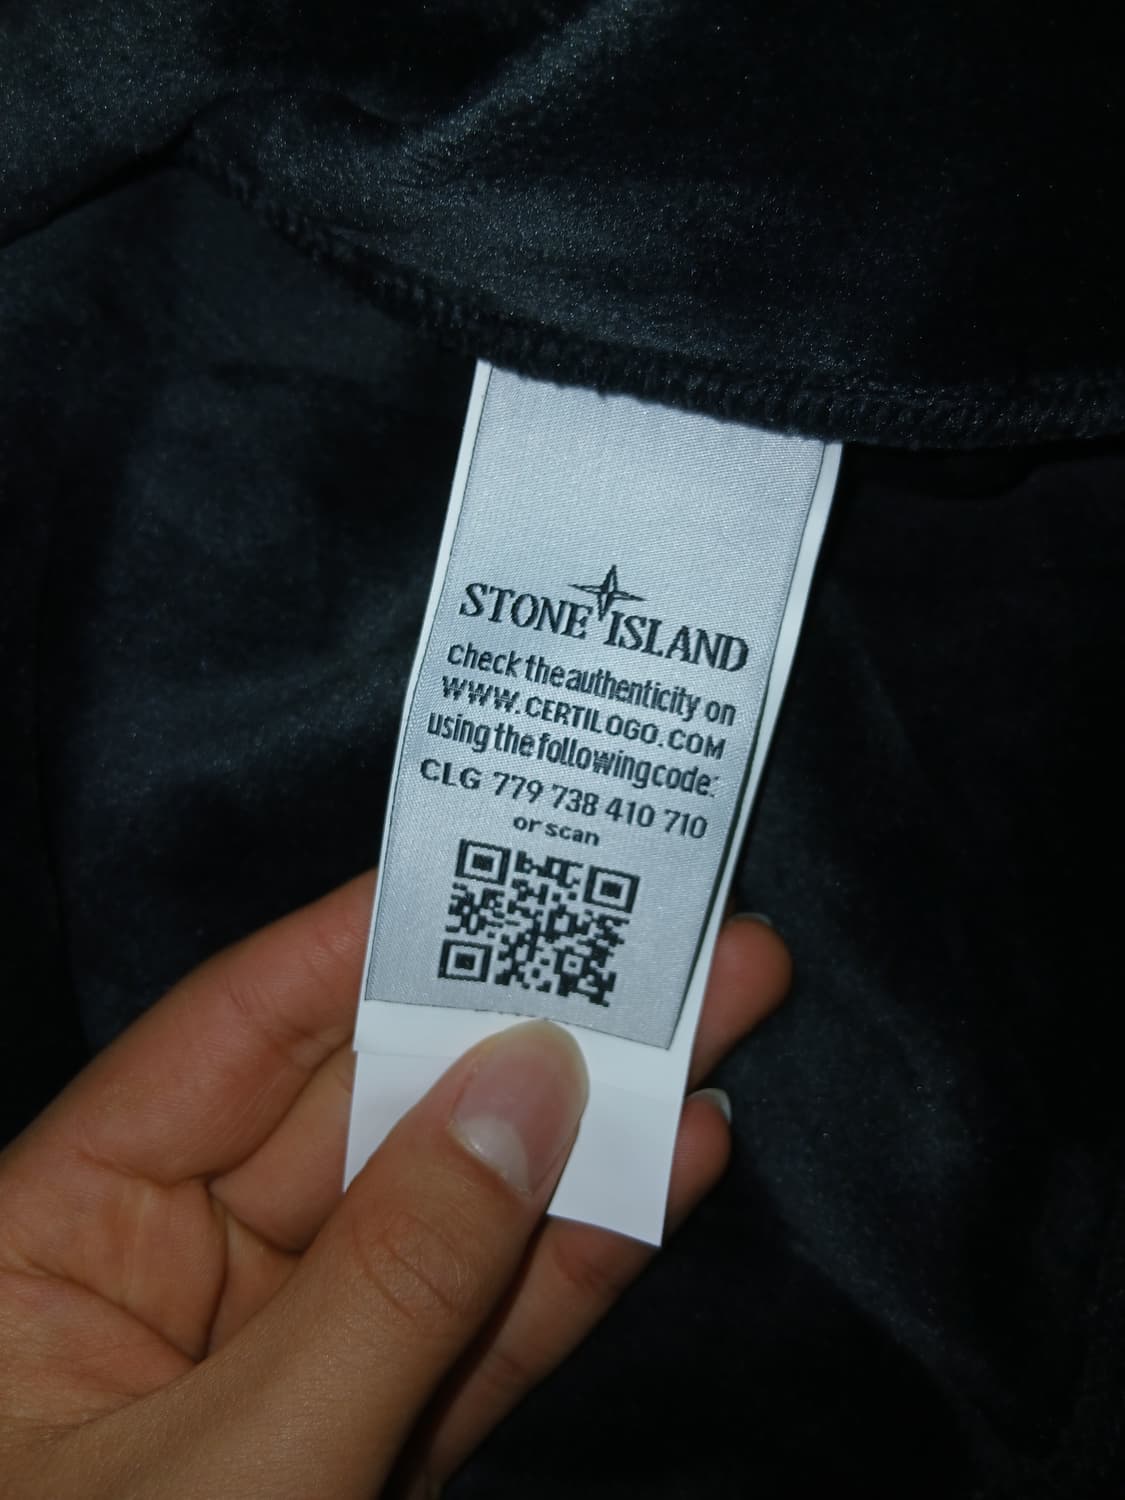 STONE ISLAND
check the authenticity on
WWW.CERTILOGO.COM
using the following code:
CLG 779 738 410 710
or scan